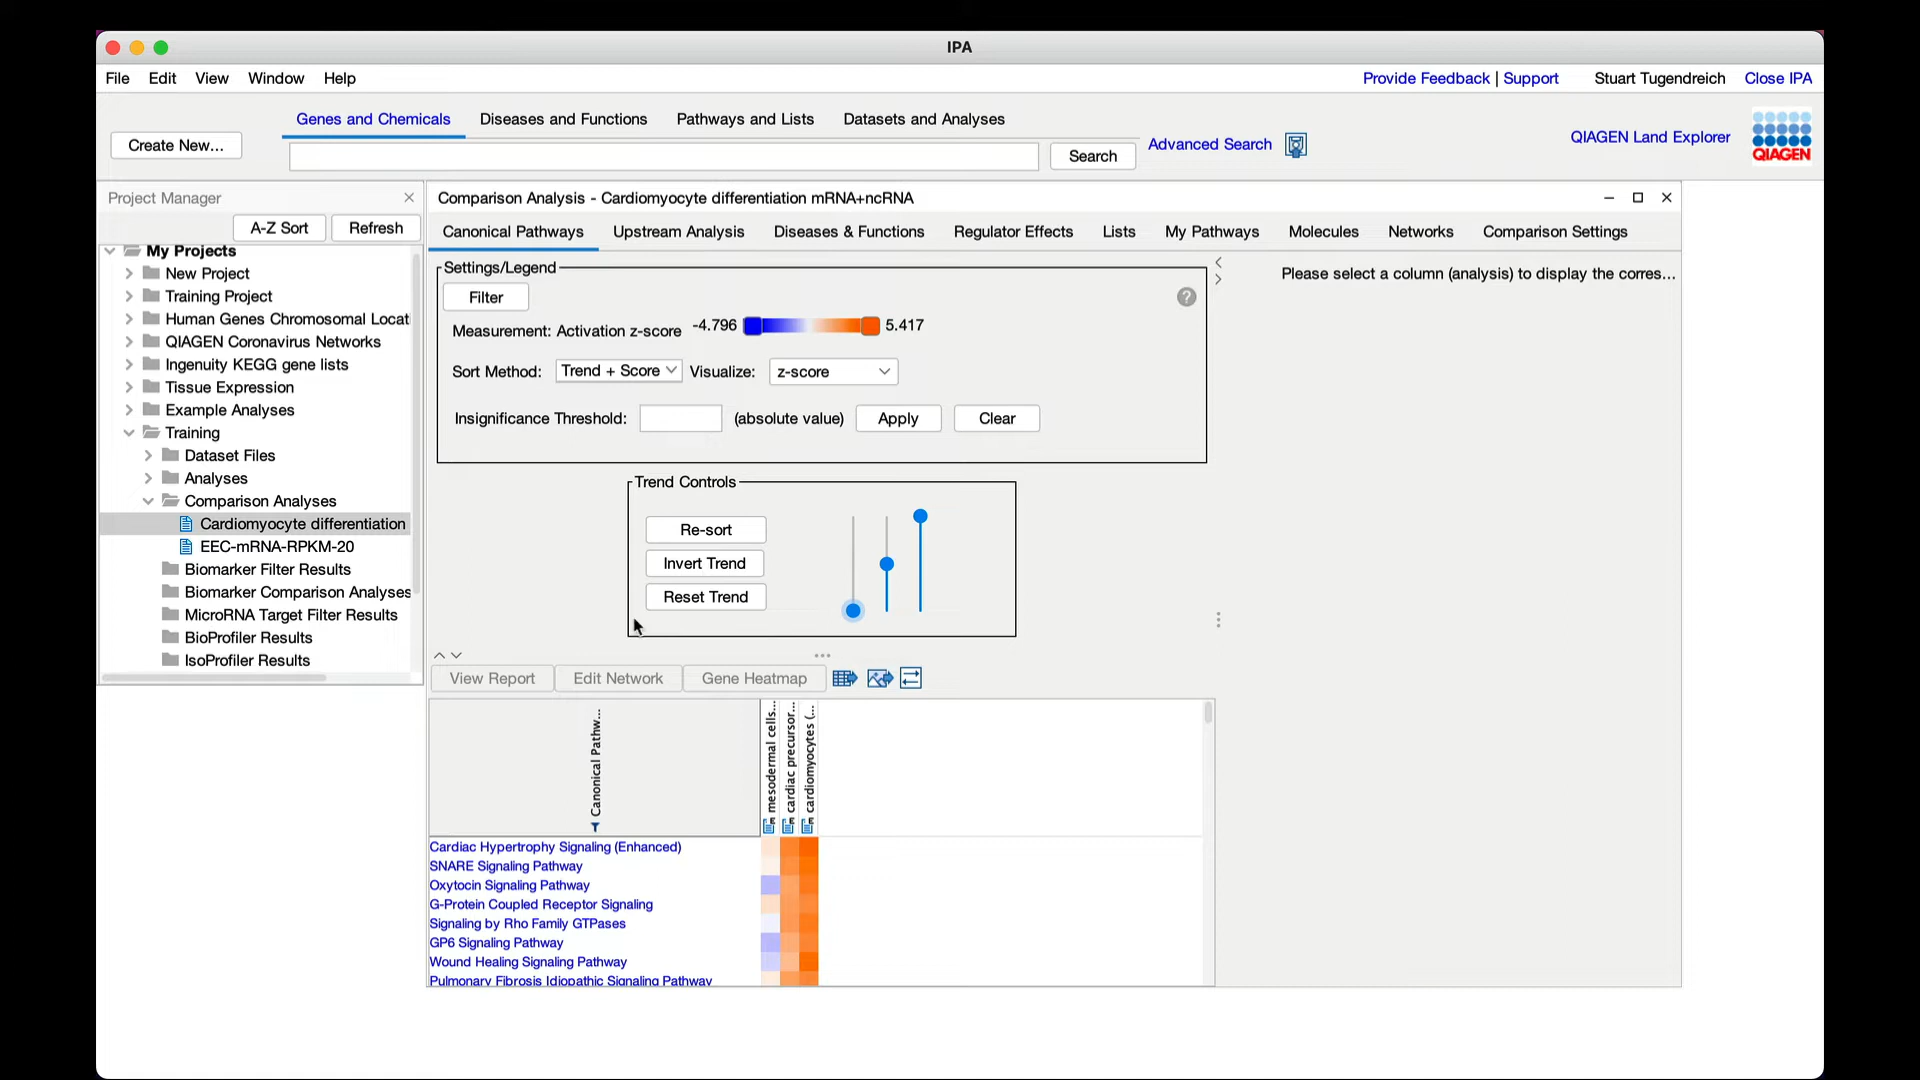 IPA
File Edit View Window Help
Provide Feedback | Support Stuart Tugendreich Close IPA
Genes and Chemicals Diseases and Functions Pathways and Lists Datasets and Analyses
Create New...
Search
Advanced Search
QIAGEN Land Explorer
QIAGEN
Project Manager
A-Z Sort
Refresh
My Projects
New Project
Training Project
Human Genes Chromosomal Locati
QIAGEN Coronavirus Networks
Ingenuity KEGG gene lists
Tissue Expression
Example Analyses
Training
Dataset Files
Analyses
Comparison Analyses
Cardiomyocyte differentiation
EEC-mRNA-RPKM-20
Biomarker Filter Results
Biomarker Comparison Analyses
MicroRNA Target Filter Results
BioProfiler Results
IsoProfiler Results
Comparison Analysis - Cardiomyocyte differentiation mRNA+ncRNA
Canonical Pathways Upstream Analysis Diseases & Functions Regulator Effects Lists My Pathways Molecules Networks Comparison Settings
Settings/Legend
Filter
?
Measurement: Activation z-score -4.796 5.417
Sort Method: Trend + Score Visualize: z-score
Insignificance Threshold: (absolute value) Apply Clear
Please select a column (analysis) to display the corres...
Trend Controls
Re-sort
Invert Trend
Reset Trend
View Report Edit Network Gene Heatmap
Canonical Pathw...
mesodermal cells...
cardiac precursor...
cardiomyocytes (...
Cardiac Hypertrophy Signaling (Enhanced)
SNARE Signaling Pathway
Oxytocin Signaling Pathway
G-Protein Coupled Receptor Signaling
Signaling by Rho Family GTPases
GP6 Signaling Pathway
Wound Healing Signaling Pathway
Pulmonary Fibrosis Idiopathic Signaling Pathway